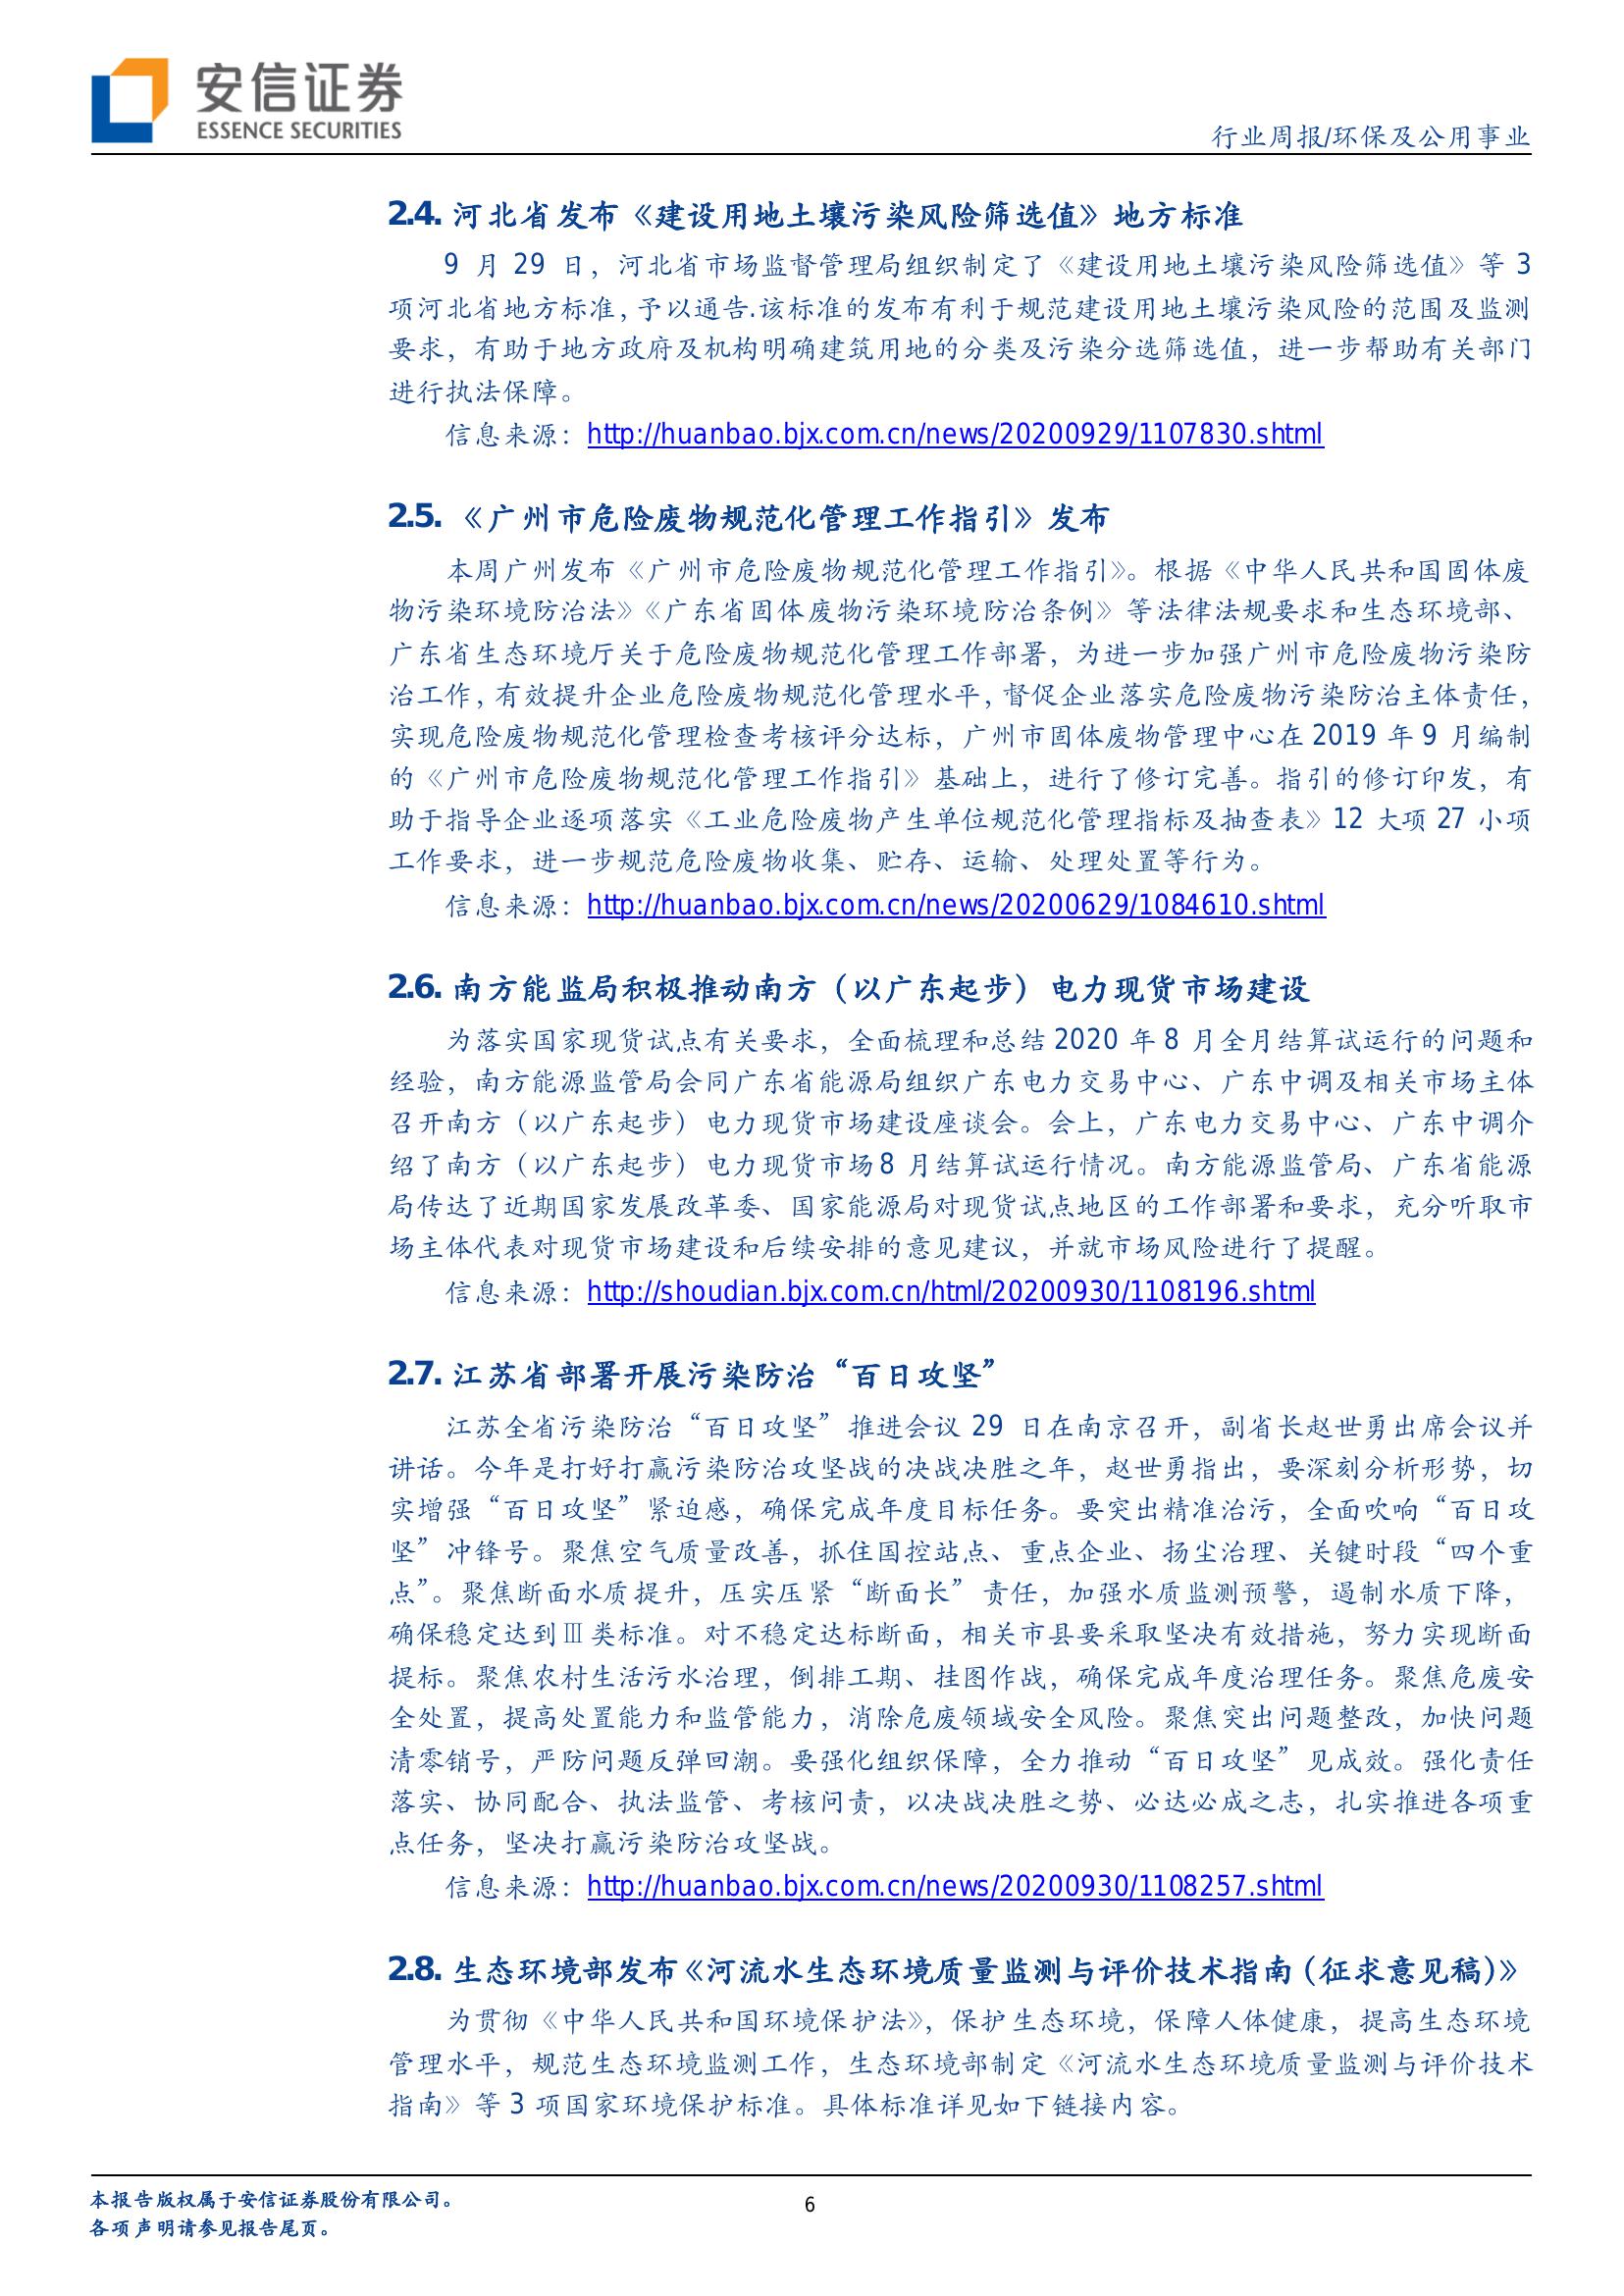 安信证券
ESSENCE SECURITIES
行业周报/环保及公用事业
2.4. 河北省发布《建设用地土壤污染风险筛选值》地方标准
9 月 29 日，河北省市场监督管理局组织制定了《建设用地土壤污染风险筛选值》等 3
项河北省地方标准，予以通告.该标准的发布有利于规范建设用地土壤污染风险的范围及监测
要求，有助于地方政府及机构明确建筑用地的分类及污染分选筛选值，进一步帮助有关部门
进行执法保障。
信息来源：http://huanbao.bjx.com.cn/news/20200929/1107830.shtml
2.5. 《广州市危险废物规范化管理工作指引》发布
本周广州发布《广州市危险废物规范化管理工作指引》。根据《中华人民共和国固体废
物污染环境防治法》《广东省固体废物污染环境防治条例》等法律法规要求和生态环境部、
广东省生态环境厅关于危险废物规范化管理工作部署，为进一步加强广州市危险废物污染防
治工作，有效提升企业危险废物规范化管理水平，督促企业落实危险废物污染防治主体责任，
实现危险废物规范化管理检查考核评分达标，广州市固体废物管理中心在 2019 年 9 月编制
的《广州市危险废物规范化管理工作指引》基础上，进行了修订完善。指引的修订印发，有
助于指导企业逐项落实《工业危险废物产生单位规范化管理指标及抽查表》12 大项 27 小项
工作要求，进一步规范危险废物收集、贮存、运输、处理处置等行为。
信息来源：http://huanbao.bjx.com.cn/news/20200629/1084610.shtml
2.6. 南方能监局积极推动南方（以广东起步）电力现货市场建设
为落实国家现货试点有关要求，全面梳理和总结 2020 年 8 月全月结算试运行的问题和
经验，南方能源监管局会同广东省能源局组织广东电力交易中心、广东中调及相关市场主体
召开南方（以广东起步）电力现货市场建设座谈会。会上，广东电力交易中心、广东中调介
绍了南方（以广东起步）电力现货市场 8 月结算试运行情况。南方能源监管局、广东省能源
局传达了近期国家发展改革委、国家能源局对现货试点地区的工作部署和要求，充分听取市
场主体代表对现货市场建设和后续安排的意见建议，并就市场风险进行了提醒。
信息来源：http://shoudian.bjx.com.cn/html/20200930/1108196.shtml
2.7. 江苏省部署开展污染防治“百日攻坚”
江苏全省污染防治“百日攻坚”推进会议 29 日在南京召开，副省长赵世勇出席会议并
讲话。今年是打好打赢污染防治攻坚战的决战决胜之年，赵世勇指出，要深刻分析形势，切
实增强“百日攻坚”紧迫感，确保完成年度目标任务。要突出精准治污，全面吹响“百日攻
坚”冲锋号。聚焦空气质量改善，抓住国控站点、重点企业、扬尘治理、关键时段“四个重
点”。聚焦断面水质提升，压实压紧“断面长”责任，加强水质监测预警，遏制水质下降，
确保稳定达到Ⅲ类标准。对不稳定达标断面，相关市县要采取坚决有效措施，努力实现断面
提标。聚焦农村生活污水治理，倒排工期、挂图作战，确保完成年度治理任务。聚焦危废安
全处置，提高处置能力和监管能力，消除危废领域安全风险。聚焦突出问题整改，加快问题
清零销号，严防问题反弹回潮。要强化组织保障，全力推动“百日攻坚”见成效。强化责任
落实、协同配合、执法监管、考核问责，以决战决胜之势、必达必成之志，扎实推进各项重
点任务，坚决打赢污染防治攻坚战。
信息来源：http://huanbao.bjx.com.cn/news/20200930/1108257.shtml
2.8. 生态环境部发布《河流水生态环境质量监测与评价技术指南（征求意见稿）》
为贯彻《中华人民共和国环境保护法》，保护生态环境，保障人体健康，提高生态环境
管理水平，规范生态环境监测工作，生态环境部制定《河流水生态环境质量监测与评价技术
指南》等 3 项国家环境保护标准。具体标准详见如下链接内容。
本报告版权属于安信证券股份有限公司。
6
各项声明请参见报告尾页。